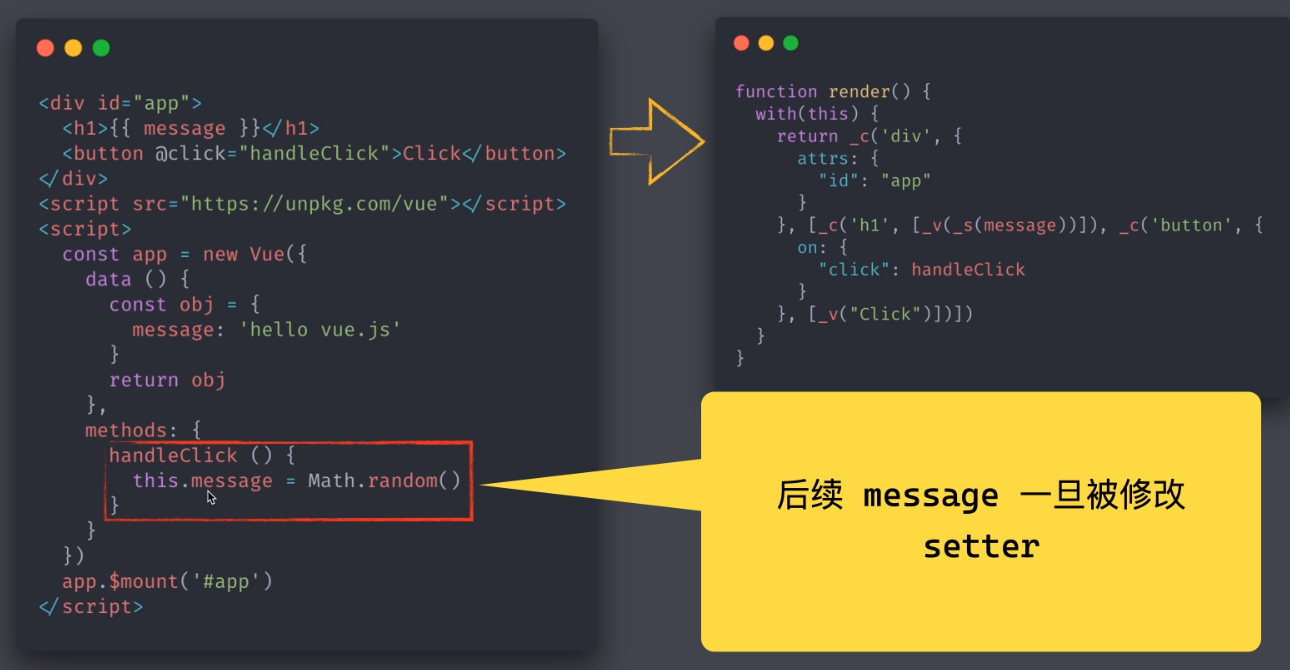 <div id="app">
  <h1>{{ message }}</h1>
  <button @click="handleClick">Click</button>
</div>
<script src="https://unpkg.com/vue"></script>
<script>
  const app = new Vue({
    data () {
      const obj = {
        message: 'hello vue.js'
      }
      return obj
    },
    methods: {
      handleClick () {
        this.message = Math.random()
      }
    }
  })
  app.$mount('#app')
</script>
function render() {
  with(this) {
    return _c('div', {
      attrs: {
        "id": "app"
      }
    }, [_c('h1', [_v(_s(message))]), _c('button', {
      on: {
        "click": handleClick
      }
    }, [_v("Click")])])
  }
}
后续 message 一旦被修改
setter